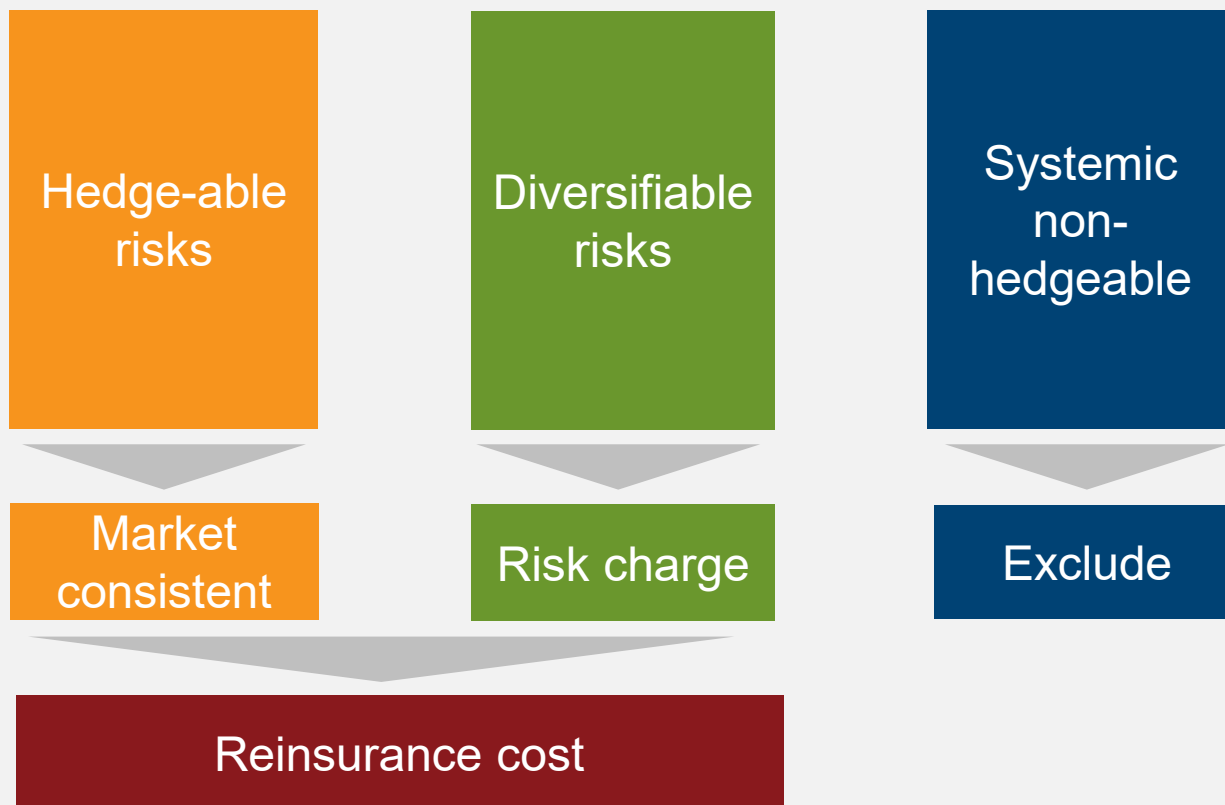 Hedge-able
risks
Diversifiable
risks
Systemic
non-
hedgeable
Market
consistent
Risk charge
Exclude
Reinsurance cost